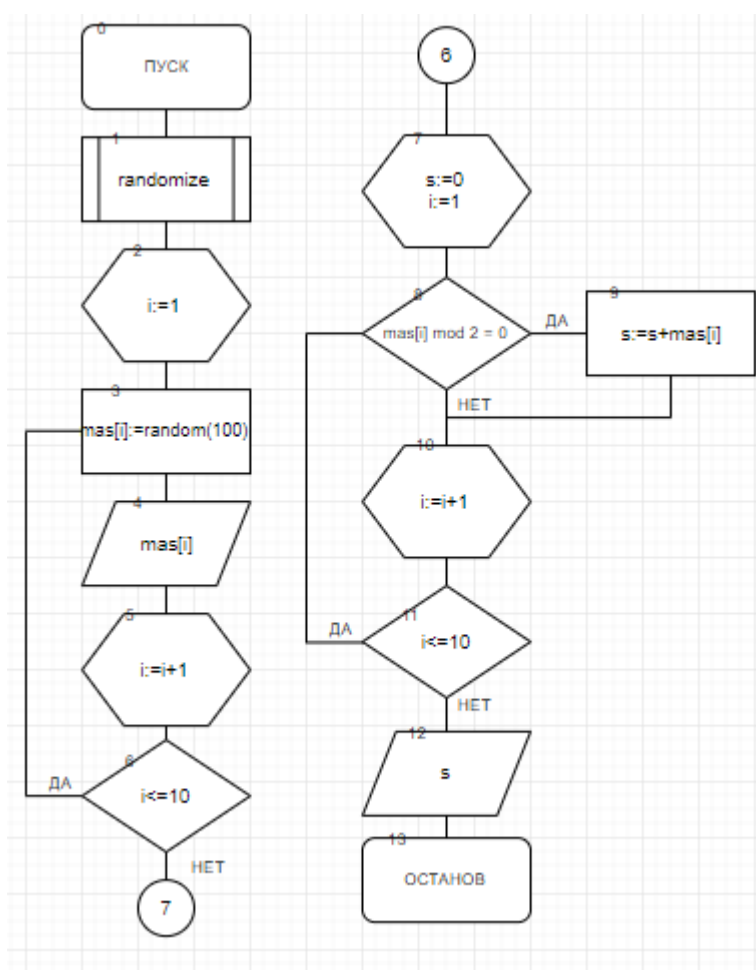 0
ПУСК
1
randomize
2
i:=1
3
mas[i]:=random(100)
4
mas[i]
5
i:=i+1
6
ДА
i<=10
НЕТ
7
6
7
s:=0
i:=1
8
mas[i] mod 2 = 0
ДА
9
s:=s+mas[i]
НЕТ
10
i:=i+1
11
ДА
i<=10
НЕТ
12
s
13
ОСТАНОВ